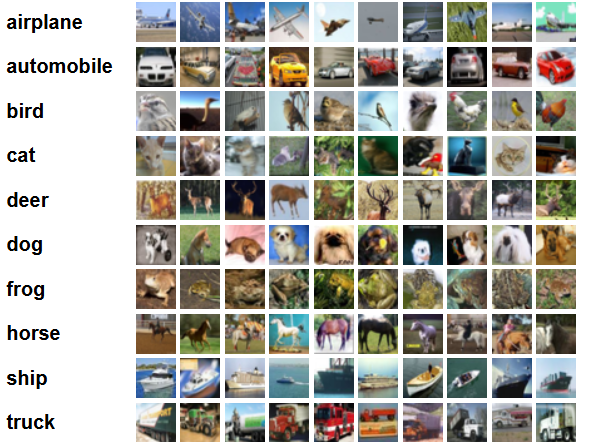 airplane
automobile
bird
cat
deer
dog
frog
horse
ship
truck